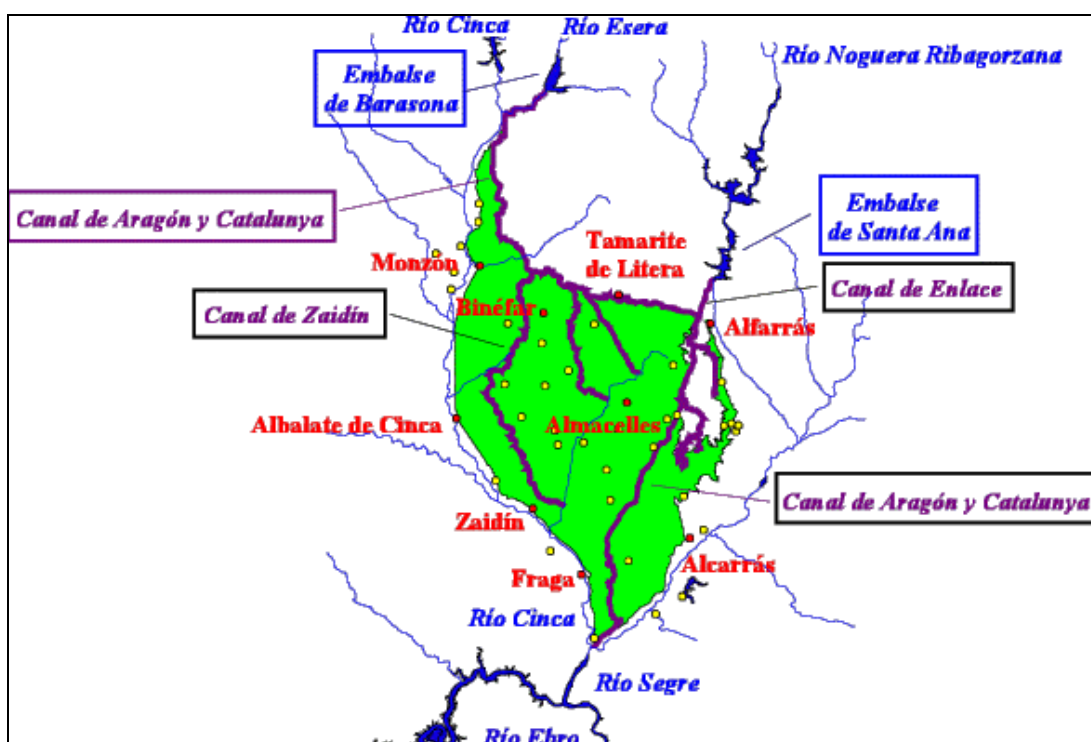 Río Cinca
Río Esera
Río Noguera Ribagorzana
Embalse
de Barasona
Canal de Aragón y Catalunya
Embalse
de Santa Ana
Tamarite
de Litera
Monzón
Canal de Enlace
Binéfar
Canal de Zaidín
Alfarrás
Albalate de Cinca
Almacelles
Canal de Aragón y Catalunya
Zaidín
Alcarrás
Fraga
Río Cinca
Río Segre
Río Ebro